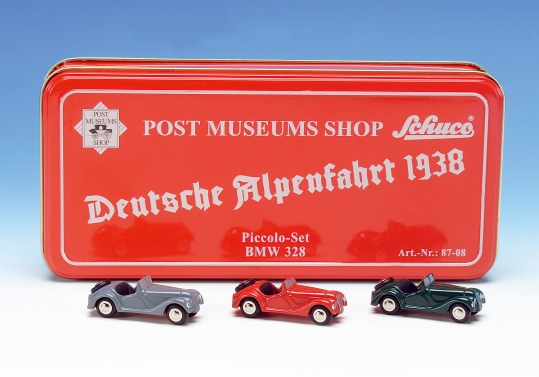 POST
MUSEUMS
SHOP
POST MUSEUMS SHOP Schuco
Deutsche Alpenfahrt 1938
Piccolo-Set
BMW 328
Art.-Nr.: 87-08